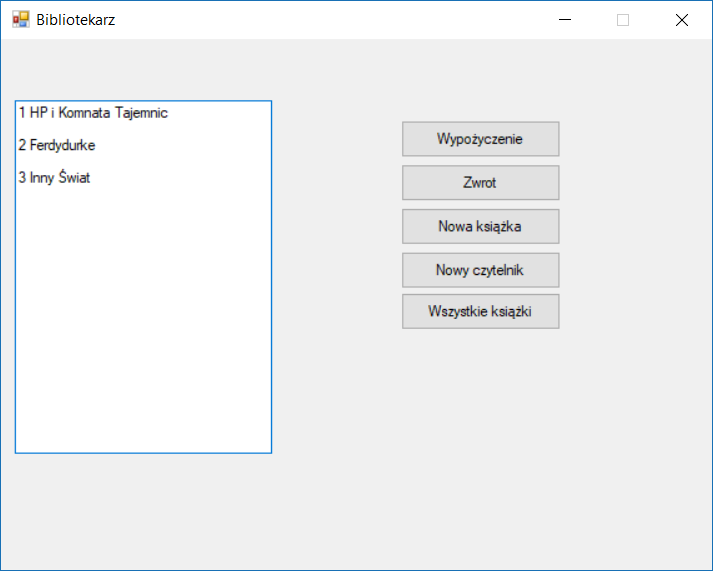 Bibliotekarz
1 HP i Komnata Tajemnic
2 Ferdydurke
3 Inny Świat
Wypożyczenie
Zwrot
Nowa książka
Nowy czytelnik
Wszystkie książki